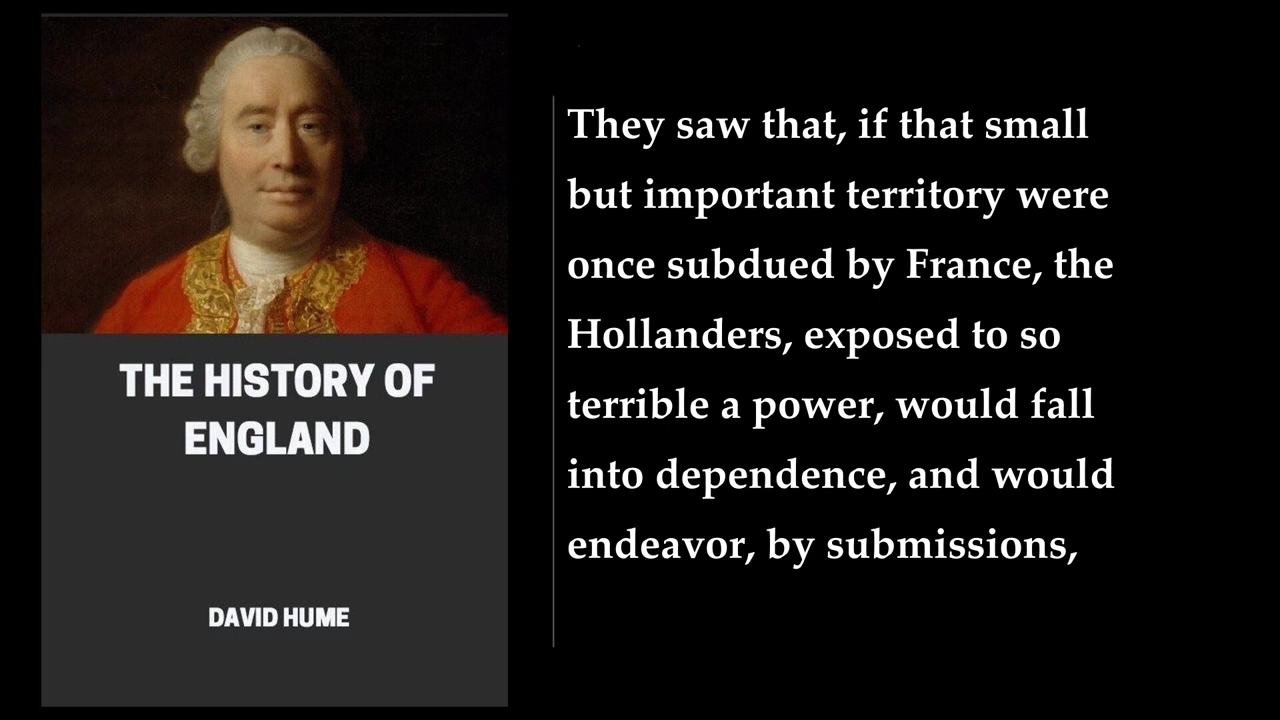 THE HISTORY OF
ENGLAND
DAVID HUME
They saw that, if that small
but important territory were
once subdued by France, the
Hollanders, exposed to so
terrible a power, would fall
into dependence, and would
endeavor, by submissions,